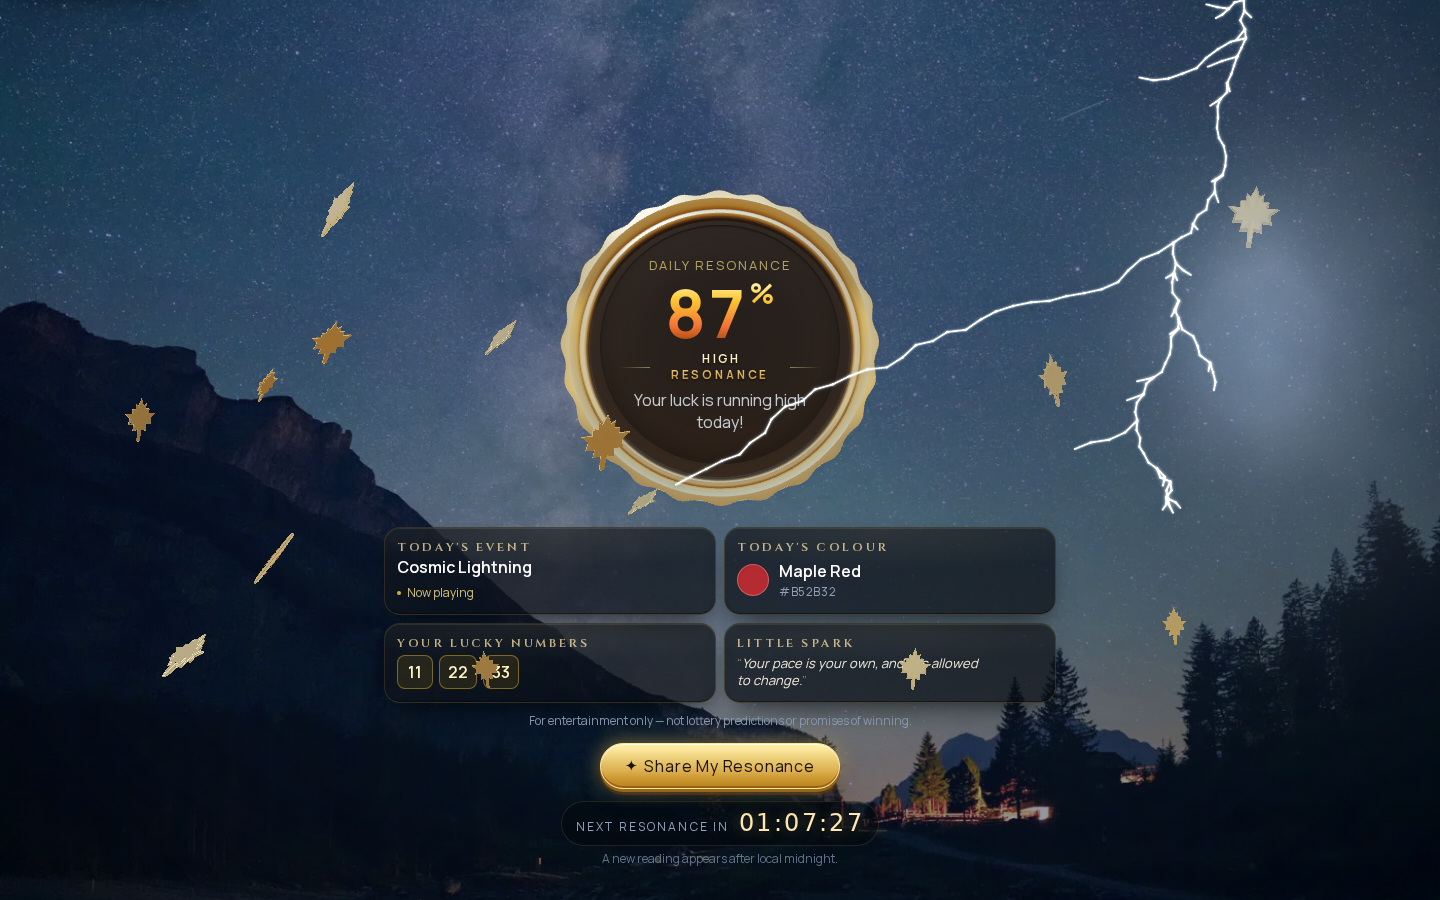 DAILY RESONANCE
87%
HIGH
RESONANCE
Your luck is running high
today!
TODAY'S EVENT
Cosmic Lightning
Now playing
TODAY'S COLOUR
Maple Red
#B52B32
YOUR LUCKY NUMBERS
11 22 33
LITTLE SPARK
"Your pace is your own, and allowed
to change."
For entertainment only — not lottery predictions or promises of winning.
✦ Share My Resonance
NEXT RESONANCE IN 01:07:27
A new reading appears after local midnight.